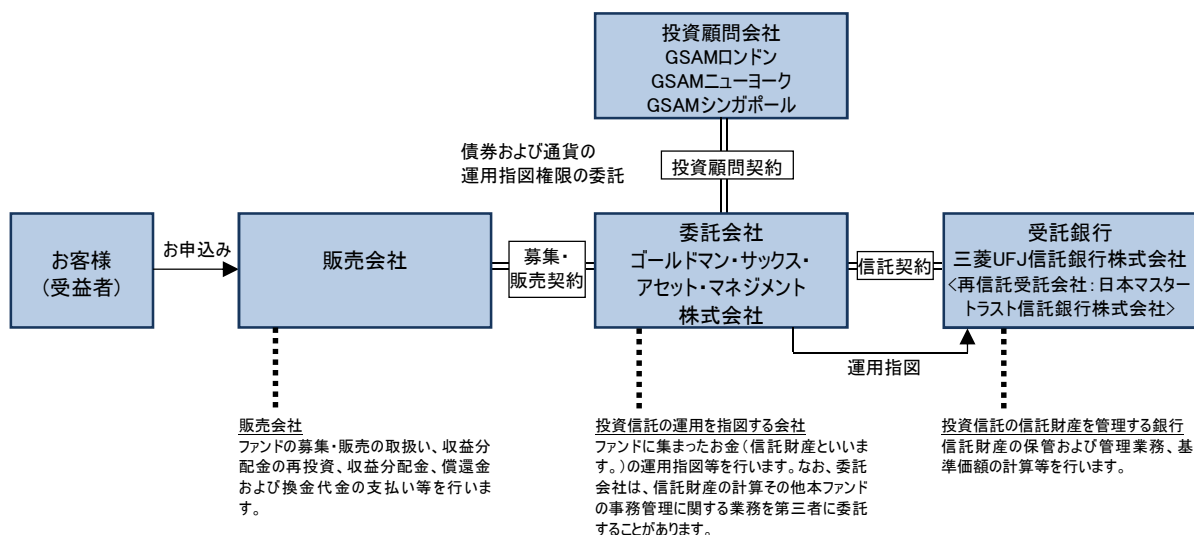 投資顧問会社
GSAMロンドン
GSAMニューヨーク
GSAMシンガポール
債券および通貨の
運用指図権限の委託
投資顧問契約
お客様
(受益者)
お申込み
販売会社
募集・
販売契約
委託会社
ゴールドマン・サックス・
アセット・マネジメント
株式会社
信託契約
受託銀行
三菱UFJ信託銀行株式会社
<再信託受託会社:日本マスター
トラスト信託銀行株式会社>
運用指図
販売会社
ファンドの募集・販売の取扱い、収益分
配金の再投資、収益分配金、償還金
および換金代金の支払い等を行いま
す。
投資信託の運用を指図する会社
ファンドに集まったお金(信託財産といいま
す。)の運用指図等を行います。なお、委託
会社は、信託財産の計算その他本ファンド
の事務管理に関する業務を第三者に委託
することがあります。
投資信託の信託財産を管理する銀行
信託財産の保管および管理業務、基
準価額の計算等を行います。